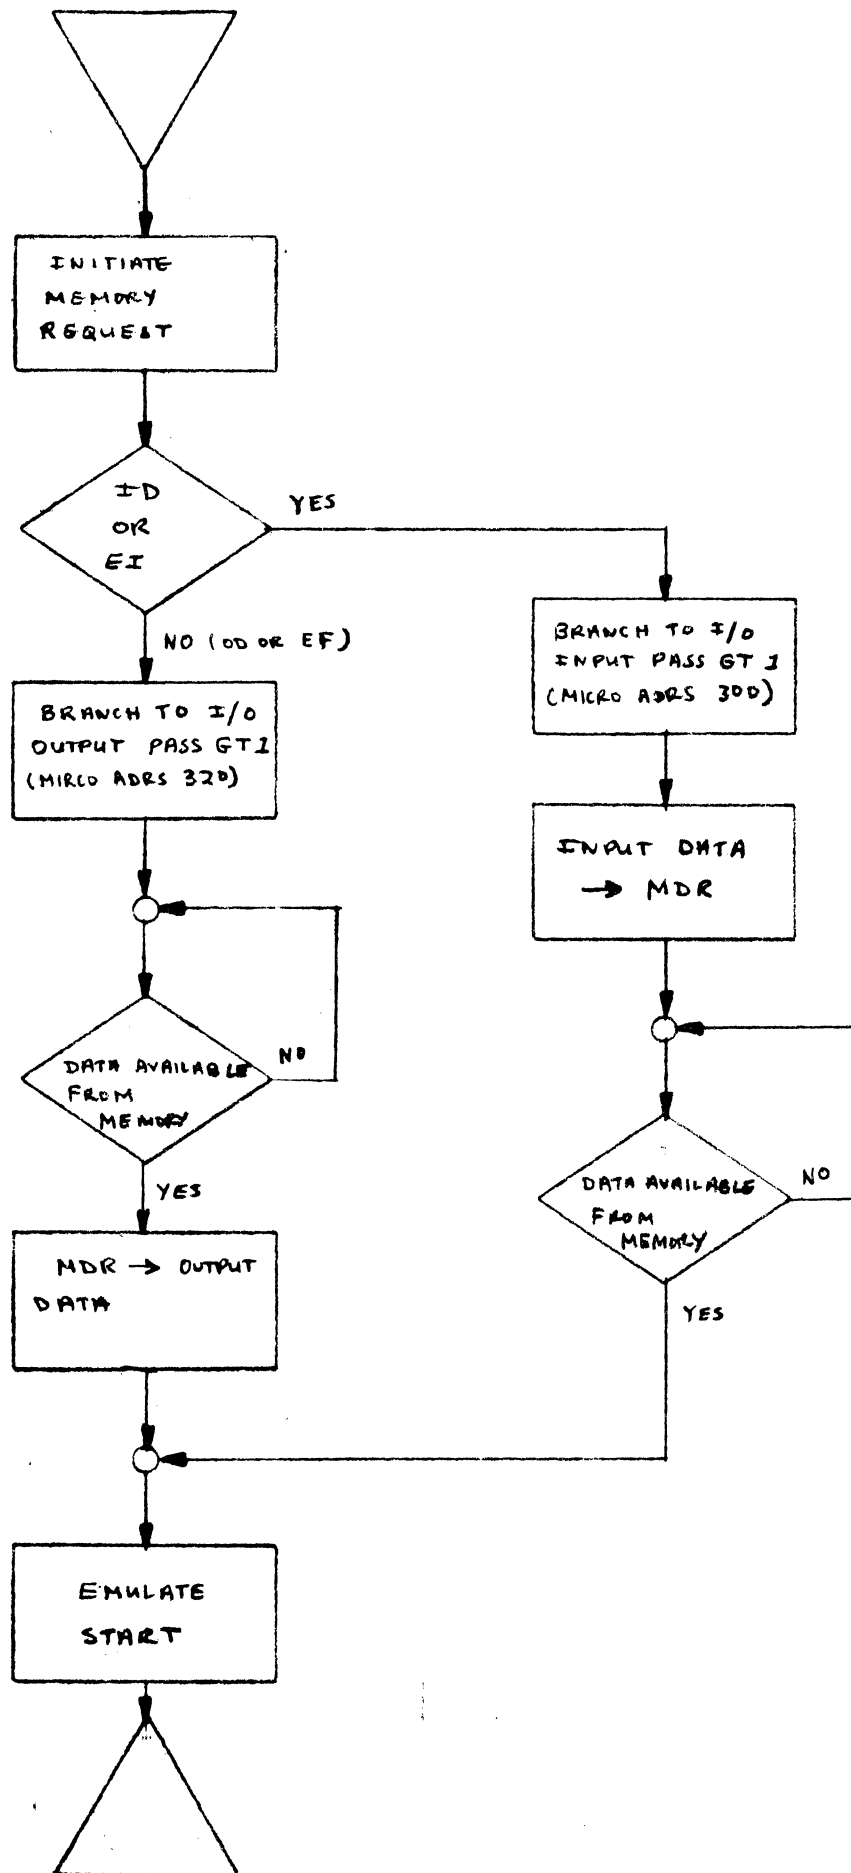 INITIATE
MEMORY
REQUEST
ID
OR
EI
YES
NO (OD OR EF)
BRANCH TO I/O
OUTPUT PASS GT1
(MIRCO ADRS 320)
BRANCH TO I/O
INPUT PASS GT 1
(MICRO ADRS 300)
INPUT DATA
→ MDR
DATA AVAILABLE
FROM
MEMORY
NO
YES
DATA AVAILABLE
FROM
MEMORY
NO
YES
MDR → OUTPUT
DATA
EMULATE
START